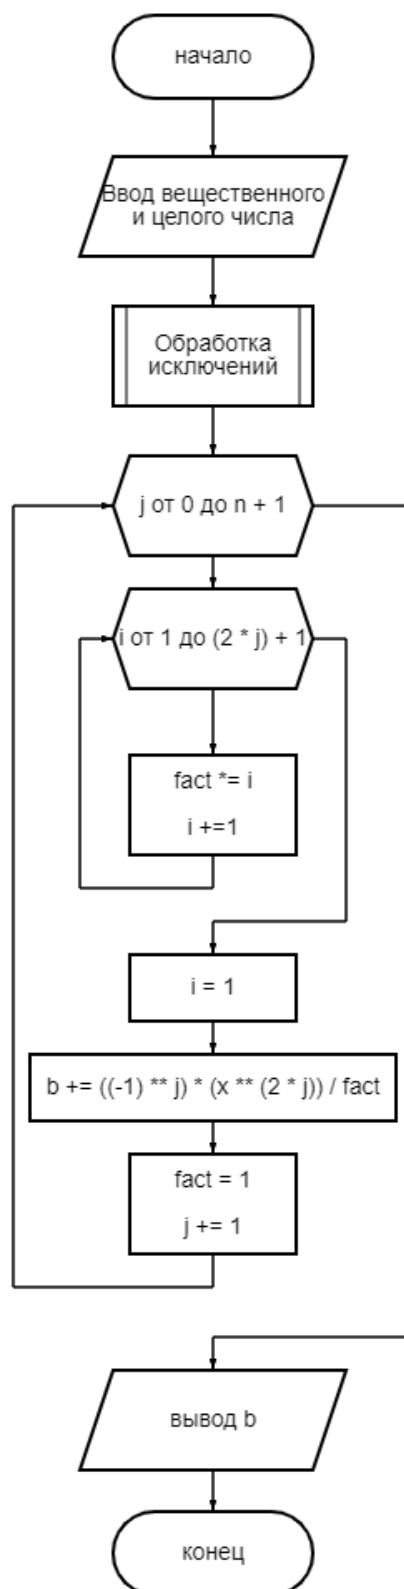 начало
Ввод вещественного
и целого числа
Обработка
исключений
j от 0 до n + 1
i от 1 до (2 * j) + 1
fact *= i
i +=1
i = 1
b += ((-1) ** j) * (x ** (2 * j)) / fact
fact = 1
j += 1
вывод b
конец